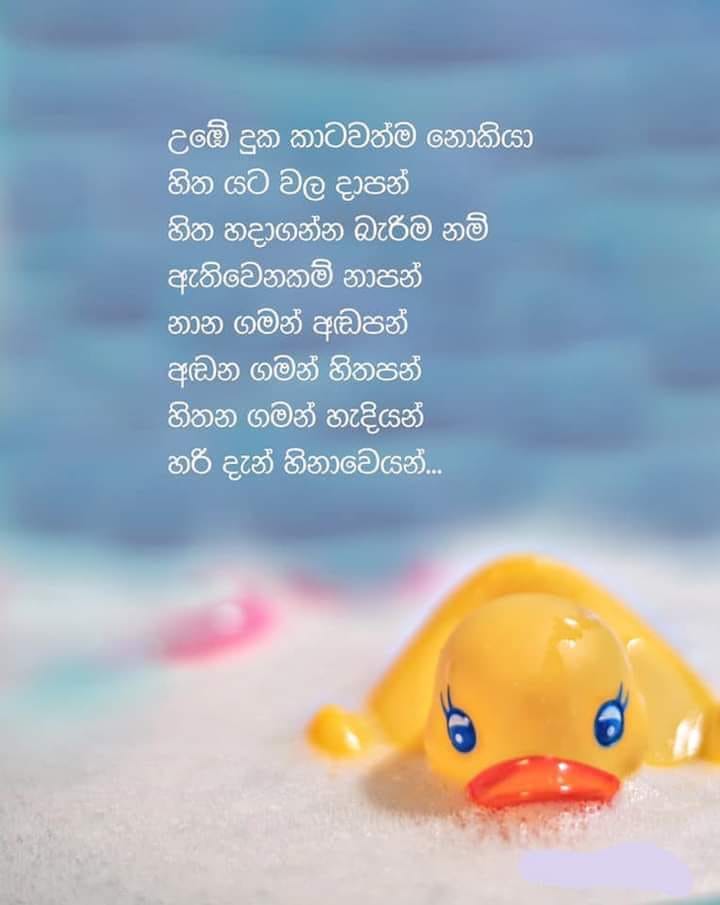 උඹේ දුක කාටවත්ම නොකියා
හිත යට වල දාපන්
හිත හදාගන්න බැරිම නම්
ඇතිවෙනකම් නාපන්
නාන ගමන් අඬපන්
අඬන ගමන් හිතපන්
හිතන ගමන් හැදියන්
හරි දැන් හිනාවෙයන්...